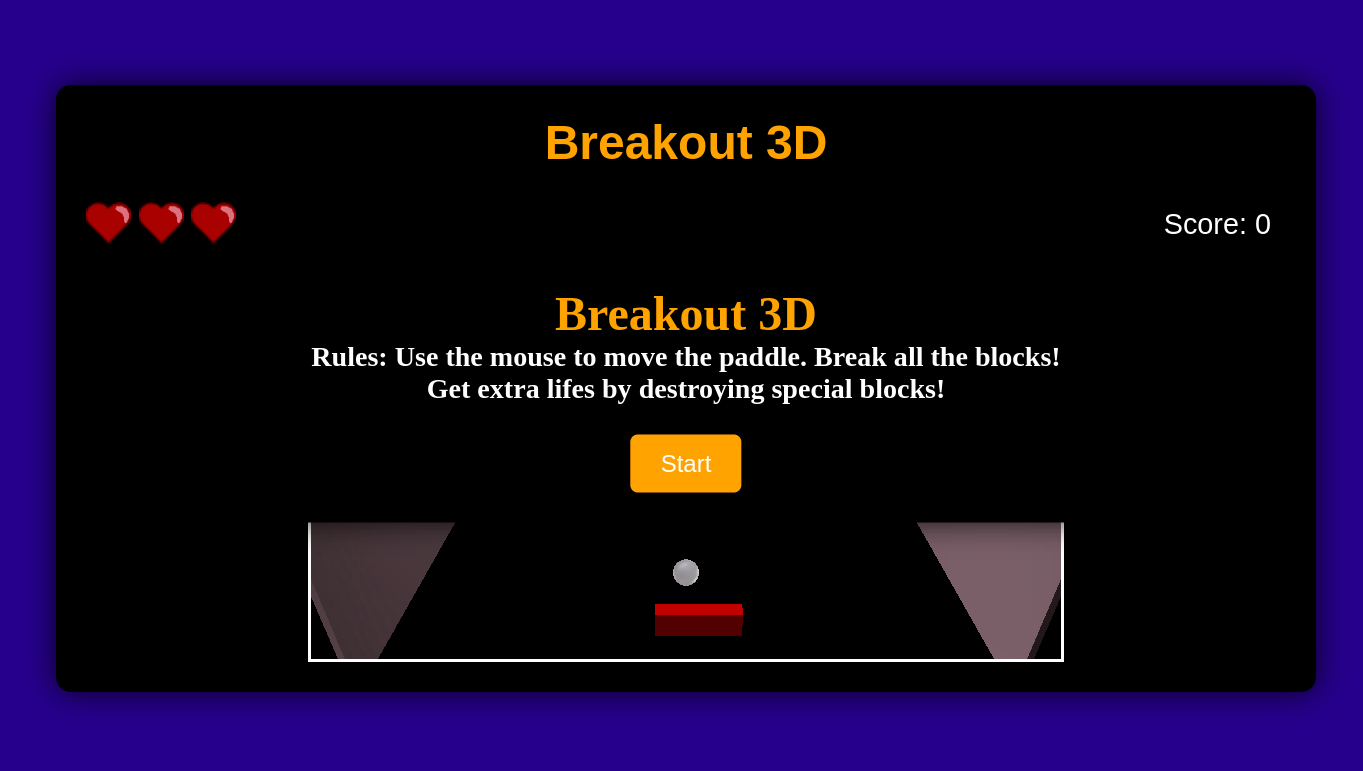 Breakout 3D
Score: 0
Breakout 3D
Rules: Use the mouse to move the paddle. Break all the blocks!
Get extra lifes by destroying special blocks!
Start